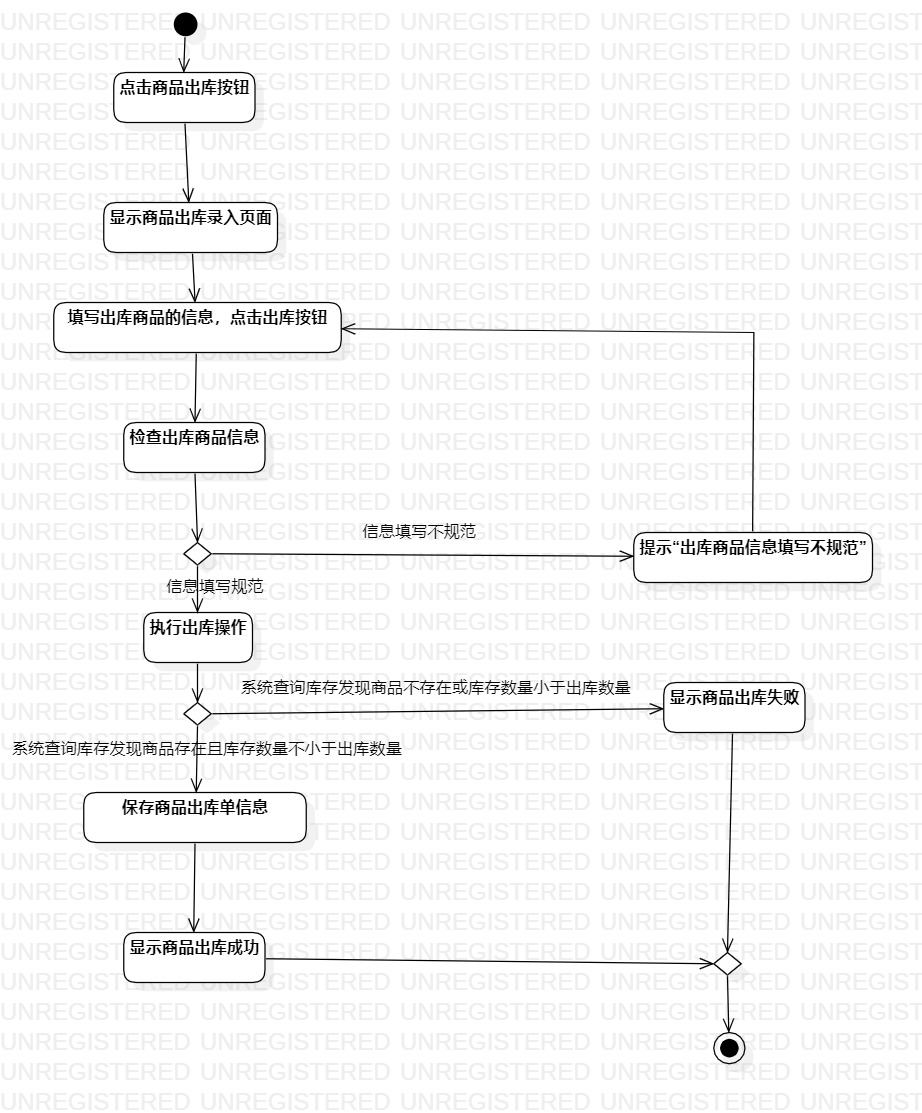 点击商品出库按钮
显示商品出库录入页面
填写出库商品的信息，点击出库按钮
检查出库商品信息
信息填写不规范
提示“出库商品信息填写不规范”
信息填写规范
执行出库操作
系统查询库存发现商品不存在或库存数量小于出库数量
显示商品出库失败
系统查询库存发现商品存在且库存数量不小于出库数量
保存商品出库单信息
显示商品出库成功
UNREGISTERED